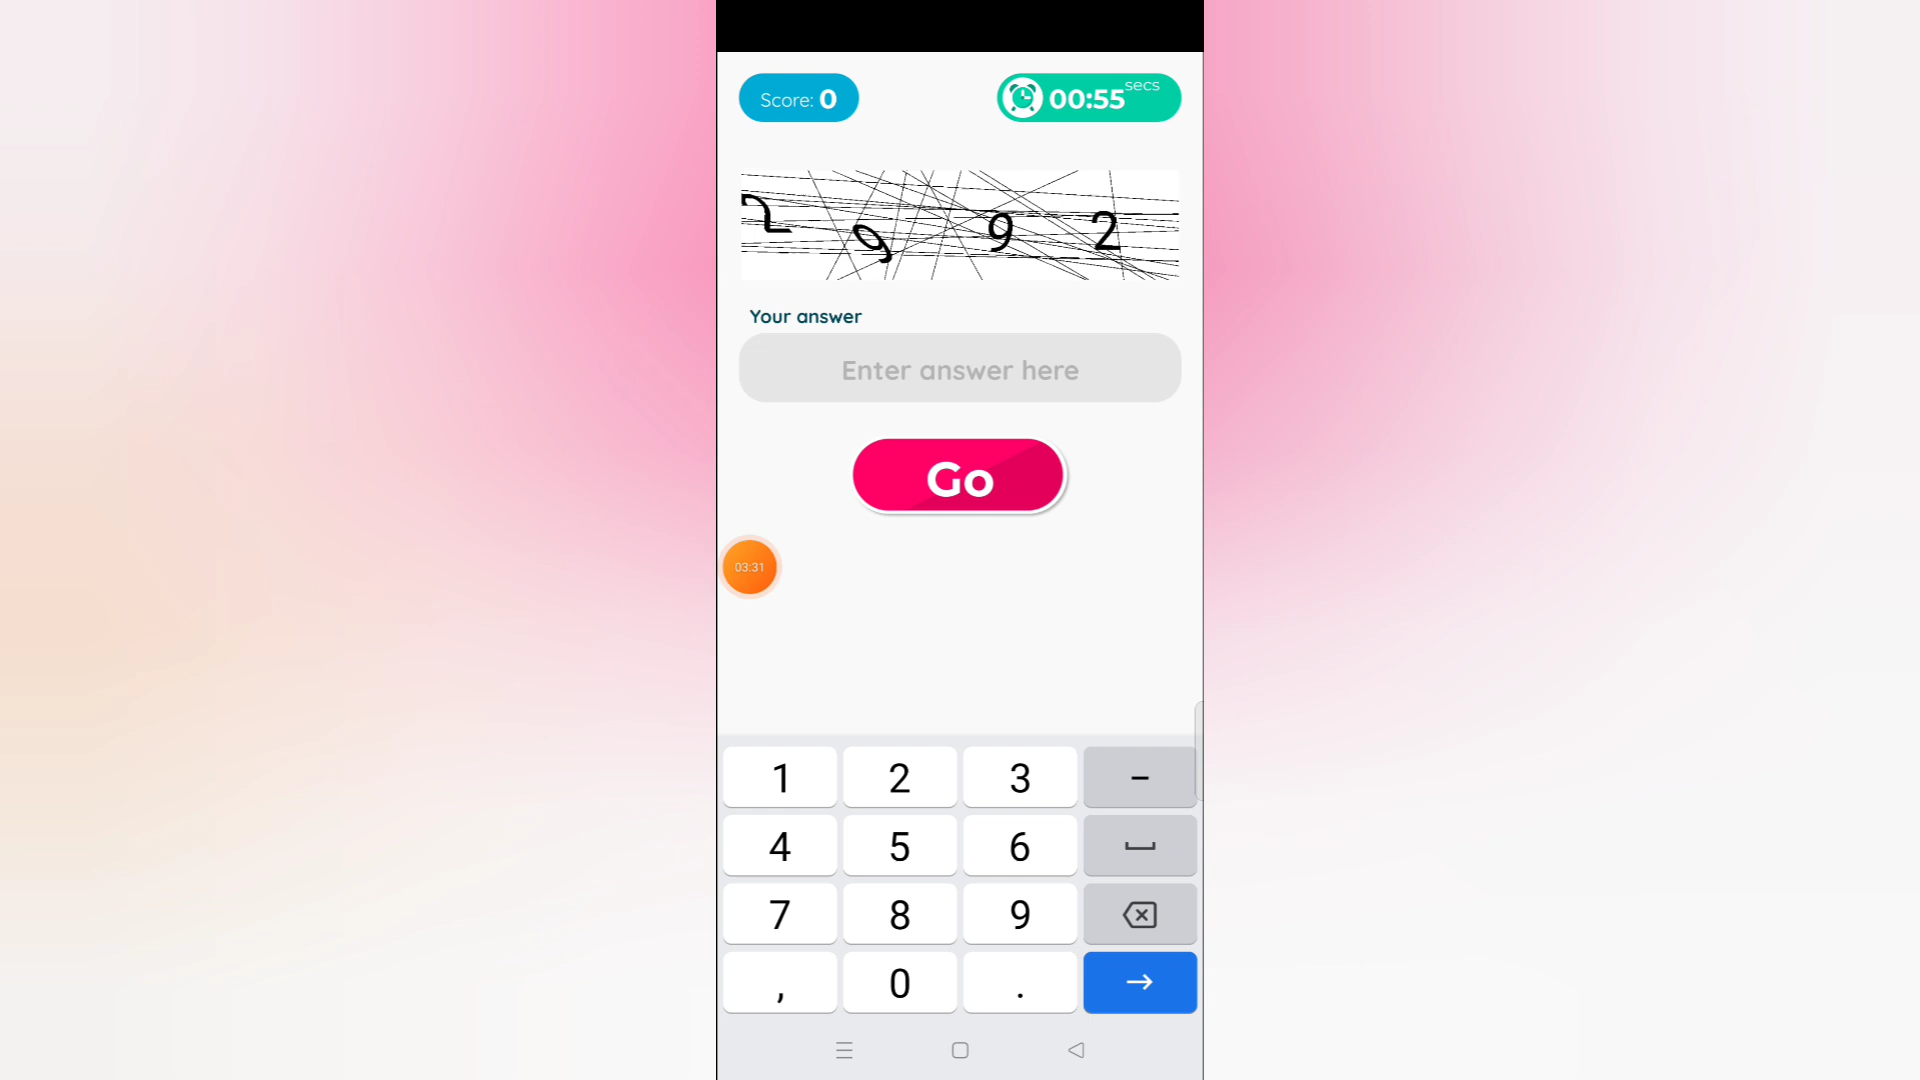 Score: 0
00:55 secs
2 9 9 2
Your answer
Enter answer here
Go
03:31
1 2 3 -
4 5 6
7 8 9
, 0 .